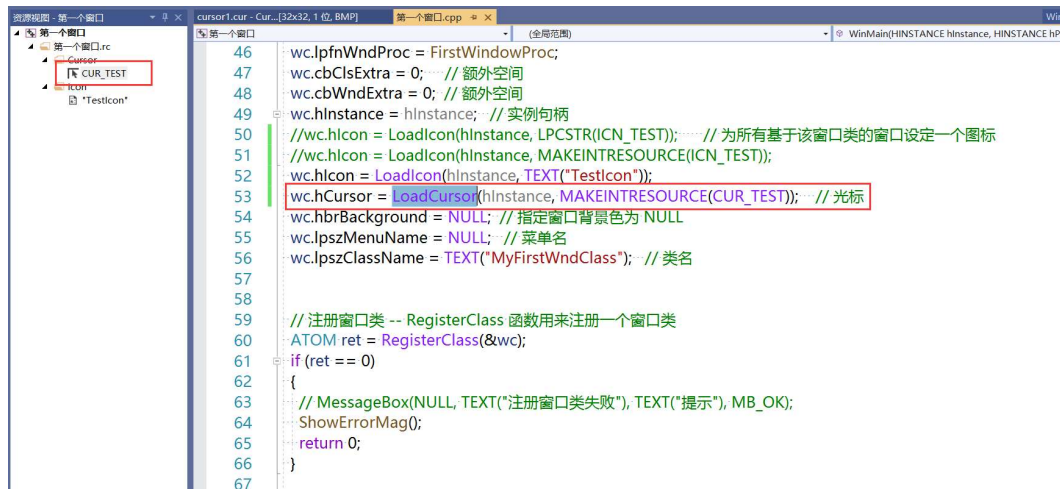 资源视图 - 第一个窗口
cursor1.cur - Cur...[32x32, 1 位, BMP]
第一个窗口.cpp
第一个窗口
第一个窗口.rc
Cursor
CUR_TEST
Icon
"TestIcon"
第一个窗口
(全局范围)
WinMain(HINSTANCE hInstance, HINSTANCE hP
46 wc.lpfnWndProc = FirstWindowProc;
47 wc.cbClsExtra = 0; // 额外空间
48 wc.cbWndExtra = 0; // 额外空间
49 wc.hInstance = hInstance; // 实例句柄
50 //wc.hIcon = LoadIcon(hInstance, LPCSTR(ICN_TEST)); // 为所有基于该窗口类的窗口设定一个图标
51 //wc.hIcon = LoadIcon(hInstance, MAKEINTRESOURCE(ICN_TEST));
52 wc.hIcon = LoadIcon(hInstance, TEXT("TestIcon"));
53 wc.hCursor = LoadCursor(hInstance, MAKEINTRESOURCE(CUR_TEST)); // 光标
54 wc.hbrBackground = NULL; // 指定窗口背景色为 NULL
55 wc.lpszMenuName = NULL; // 菜单名
56 wc.lpszClassName = TEXT("MyFirstWndClass"); // 类名
57
58
59 // 注册窗口类 -- RegisterClass 函数用来注册一个窗口类
60 ATOM ret = RegisterClass(&wc);
61 if (ret == 0)
62 {
63 // MessageBox(NULL, TEXT("注册窗口类失败"), TEXT("提示"), MB_OK);
64 ShowErrorMag();
65 return 0;
66 }
67